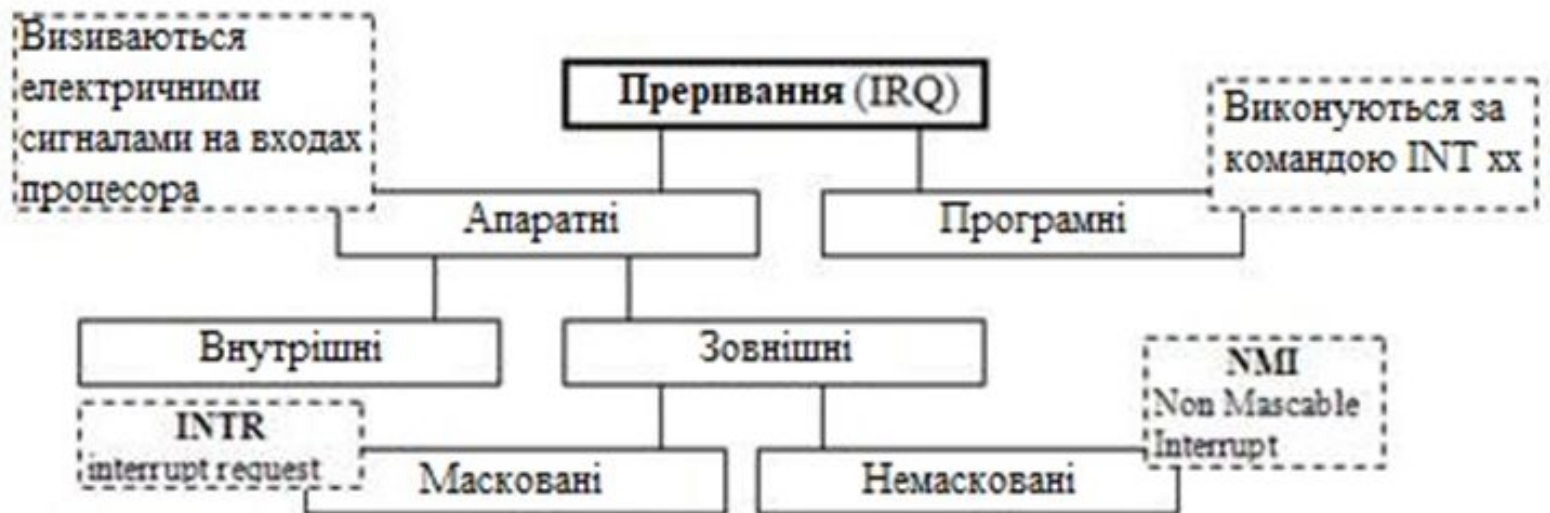 Визиваються
електричними
сигналами на входах
процесора
Преривання (IRQ)
Виконуються за
командою INT xx
Апаратні
Програмні
Внутрішні
Зовнішні
INTR
interrupt request
NMI
Non Mascable
Interrupt
Масковані
Немасковані